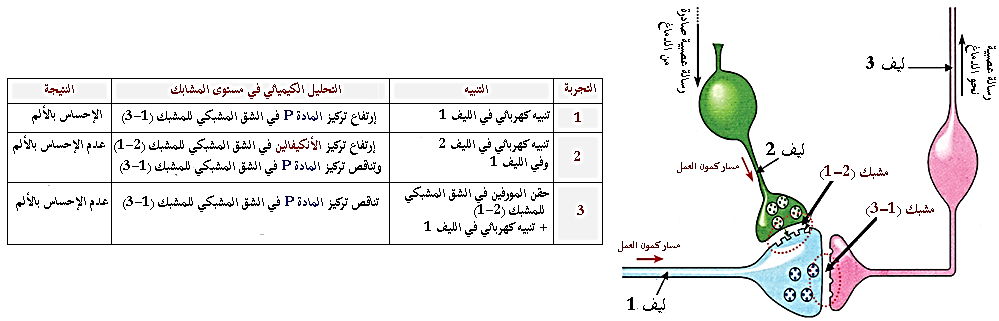 التجربة
التنبيه
التحليل الكيميائي في مستوى المشابك
النتيجة
1
تنبيه كهربائي في الليف 1
إرتفاع تركيز المادة P في الشق المشبكي للمشبك (1–3)
الإحساس بالألم
2
تنبيه كهربائي في الليف 2
وفي الليف 1
إرتفاع تركيز الأنكيفالين في الشق المشبكي للمشبك (2–1)
وتناقص تركيز المادة P في الشق المشبكي للمشبك (1–3)
عدم الإحساس بالألم
3
حقن المورفين في الشق المشبكي
للمشبك (2–1)
+ تنبيه كهربائي في الليف 1
تناقص تركيز المادة P في الشق المشبكي للمشبك (1–3)
عدم الإحساس بالألم
رسالة عصبية صادرة
من الدماغ
ليف 3
رسالة عصبية
نحو الدماغ
ليف 2
مسار كمون العمل
مشبك (2–1)
مشبك (1–3)
مسار كمون العمل
ليف 1